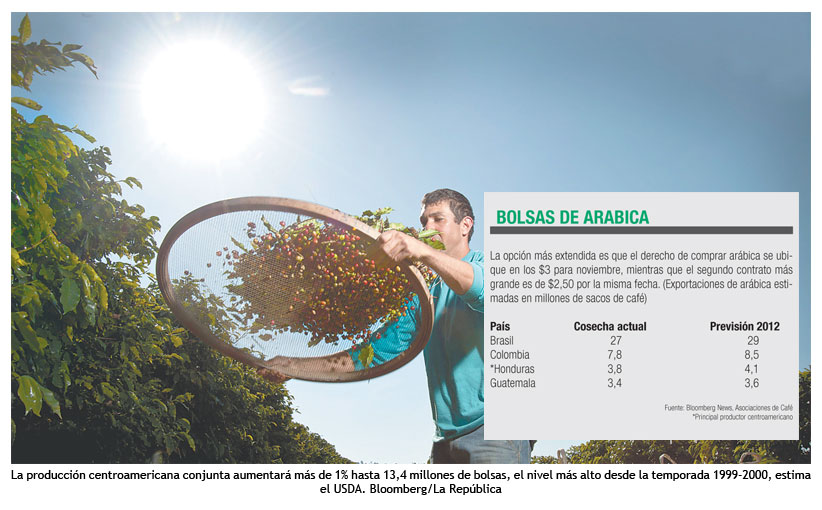 BOLSAS DE ARABICA
La opción más extendida es que el derecho de comprar arábica se ubi-
que en los $3 para noviembre, mientras que el segundo contrato más
grande es de $2,50 por la misma fecha. (Exportaciones de arábica esti-
madas en millones de sacos de café)
País Cosecha actual Previsión 2012
Brasil 27 29
Colombia 7,8 8,5
*Honduras 3,8 4,1
Guatemala 3,4 3,6
Fuente: Bloomberg News, Asociaciones de Café
*Principal productor centroamericano
La producción centroamericana conjunta aumentará más de 1% hasta 13,4 millones de bolsas, el nivel más alto desde la temporada 1999-2000, estima
el USDA. Bloomberg/La República